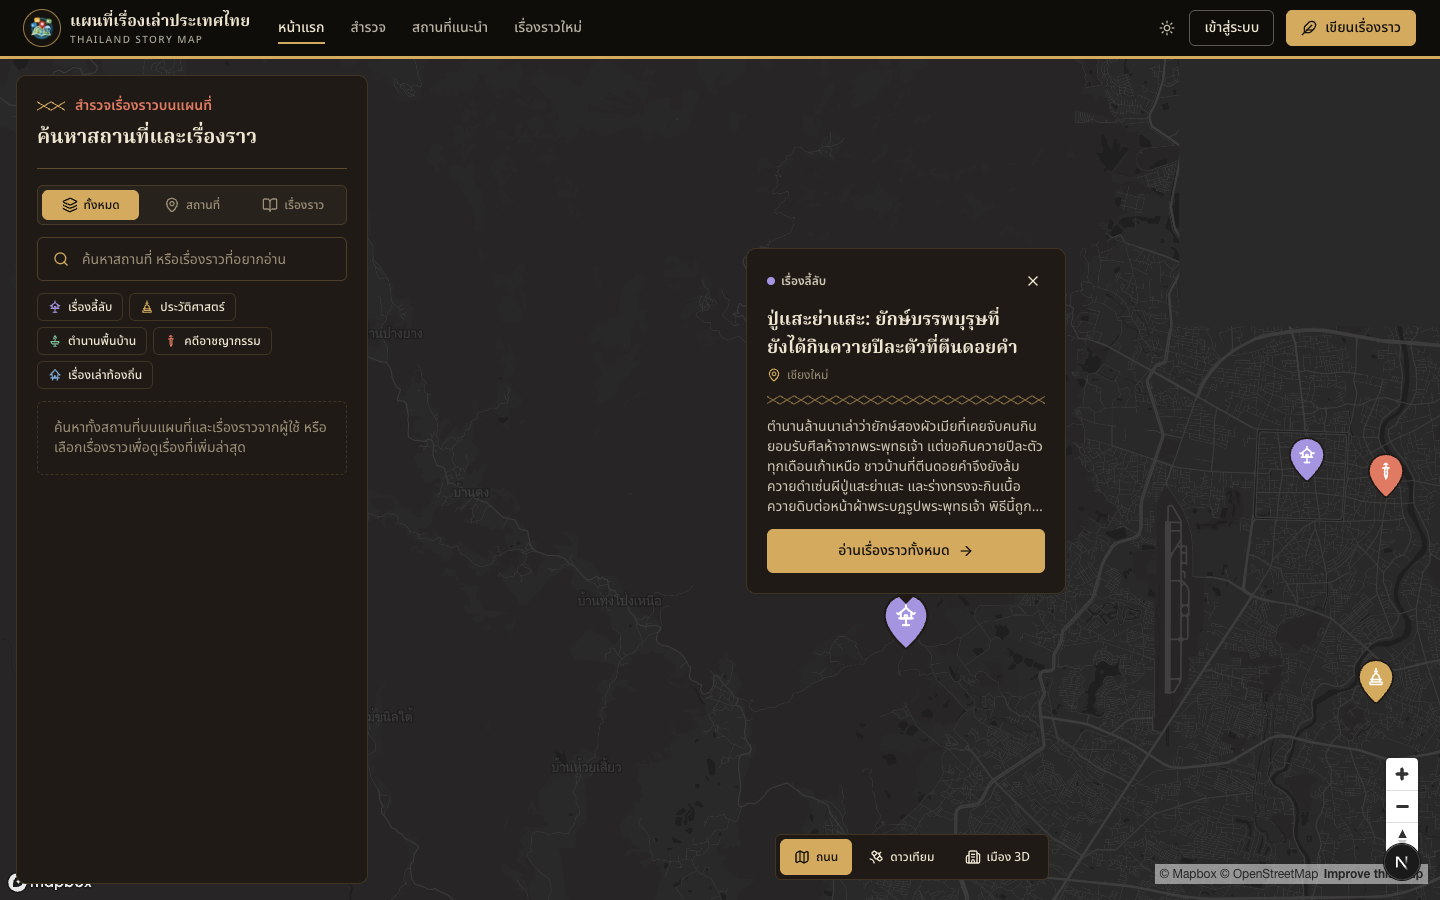 แผนที่เรื่องเล่าประเทศไทย
THAILAND STORY MAP
หน้าแรก
สำรวจ
สถานที่แนะนำ
เรื่องราวใหม่
เข้าสู่ระบบ
เขียนเรื่องราว
สำรวจเรื่องราวบนแผนที่
ค้นหาสถานที่และเรื่องราว
ทั้งหมด
สถานที่
เรื่องราว
ค้นหาสถานที่ หรือเรื่องราวที่อยากอ่าน
เรื่องลี้ลับ
ประวัติศาสตร์
ตำนานพื้นบ้าน
คดีอาชญากรรม
เรื่องเล่าท้องถิ่น
ค้นหาทั้งสถานที่บนแผนที่และเรื่องราวจากผู้ใช้ หรือ
เลือกเรื่องราวเพื่อดูเรื่องที่เพิ่มล่าสุด
เรื่องลี้ลับ
ปู่แสะย่าแสะ: ยักษ์บรรพบุรุษที่
ยังได้กินควายปีละตัวที่ตีนดอยคำ
เชียงใหม่
ตำนานล้านนาเล่าว่ายักษ์สองผัวเมียที่เคยจับคนกิน
ยอมรับศีลห้าจากพระพุทธเจ้า แต่ขอกินควายปีละตัว
ทุกเดือนเก้าเหนือ ชาวบ้านที่ตีนดอยคำจึงยังล้ม
ควายดำเซ่นผีปู่แสะย่าแสะ และร่างทรงจะกินเนื้อ
ควายดิบต่อหน้าผ้าพระบฏรูปพระพุทธเจ้า พิธีนี้ถูก...
อ่านเรื่องราวทั้งหมด
บ้านตง
บ้านทุ่งโป่งเหนือ
บ้านห้วยเสี้ยว
ถนน
ดาวเทียม
เมือง 3D
mapbox
© Mapbox © OpenStreetMap Improve this map